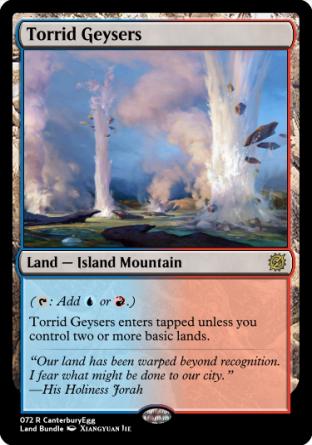 Torrid Geysers
Land — Island Mountain
(: Add or .)
Torrid Geysers enters tapped unless you
control two or more basic lands.
“Our land has been warped beyond recognition.
I fear what might be done to our city.”
—His Holiness Jorah
072 R CanterburyEgg
Land Bundle Xiangyuan Jie